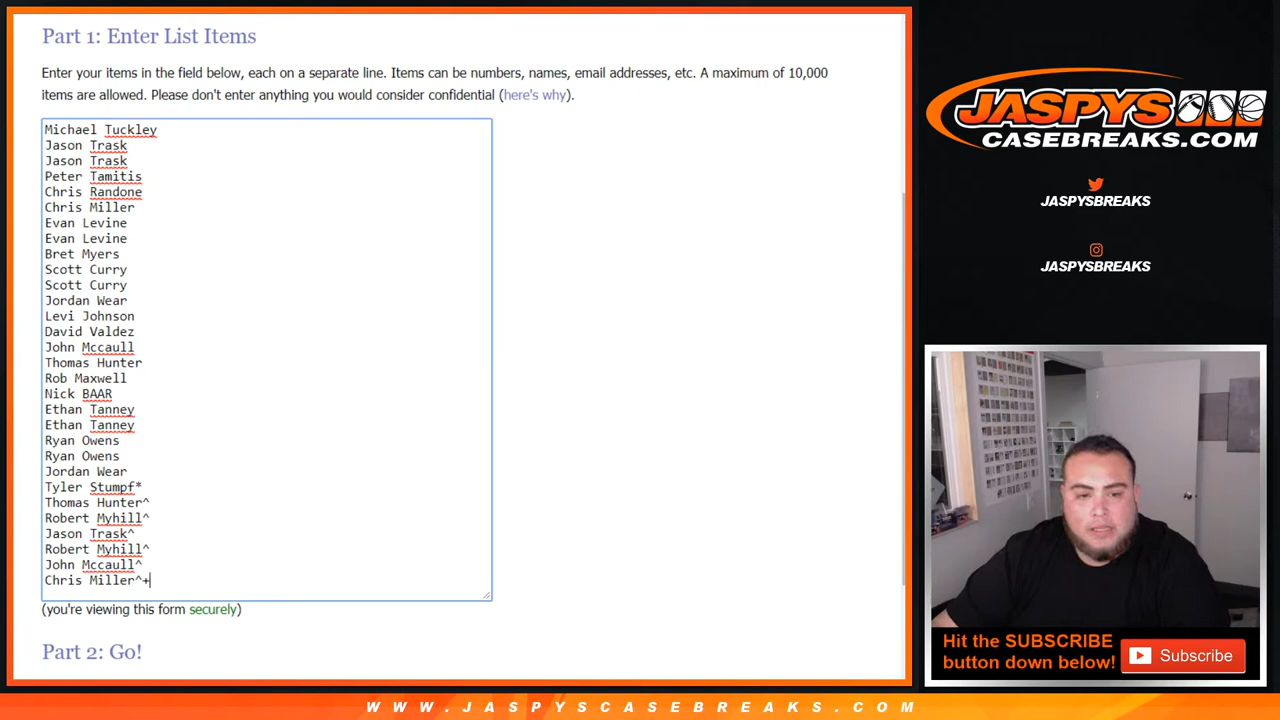 Part 1: Enter List Items
Enter your items in the field below, each on a separate line. Items can be numbers, names, email addresses, etc. A maximum of 10,000
items are allowed. Please don't enter anything you would consider confidential (here's why).
Michael Tuckley
Jason Trask
Jason Trask
Peter Tamitis
Chris Randone
Chris Miller
Evan Levine
Evan Levine
Bret Myers
Scott Curry
Scott Curry
Jordan Wear
Levi Johnson
David Valdez
John Mccaull
Thomas Hunter
Rob Maxwell
Nick BAAR
Ethan Tanney
Ethan Tanney
Ryan Owens
Ryan Owens
Jordan Wear
Tyler Stumpf*
Thomas Hunter^
Robert Myhill^
Jason Trask^
Robert Myhill^
John Mccaull^
Chris Miller^+
(you're viewing this form securely)
Part 2: Go!
JASPYS
CASEBREAKS.COM
JASPYSBREAKS
JASPYSBREAKS
Hit the SUBSCRIBE
button down below!
Subscribe
WWW.JASPYSCASEBREAKS.COM